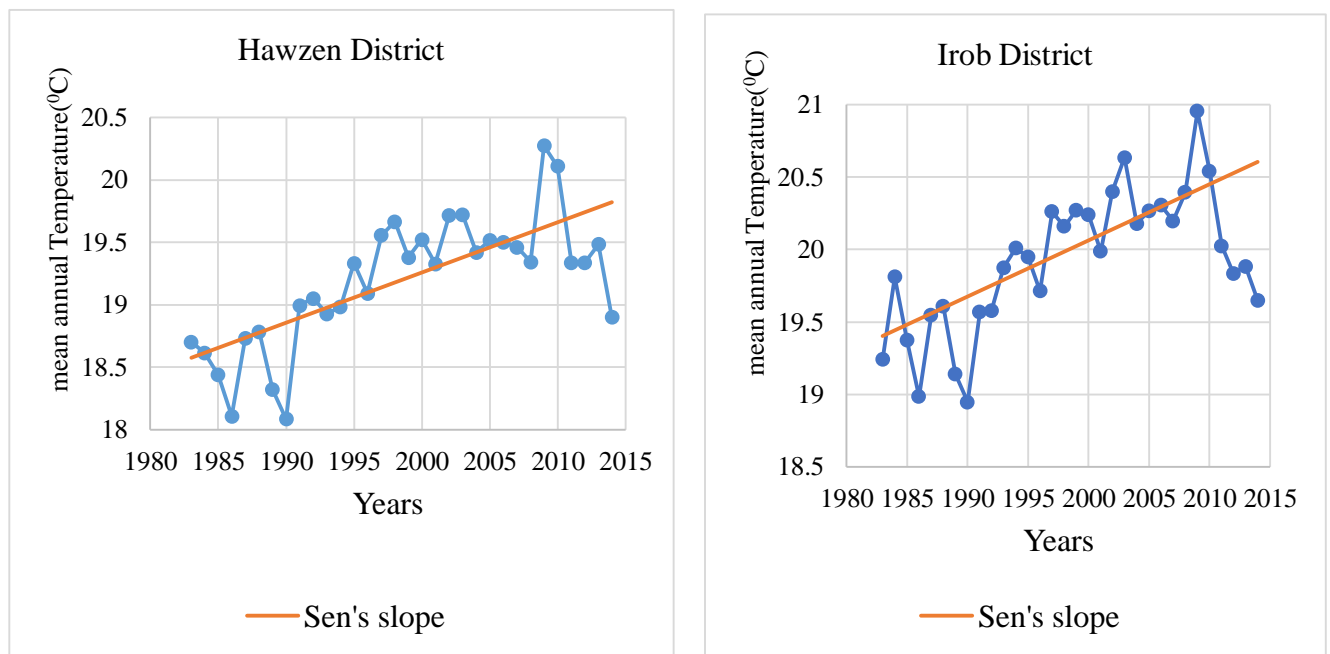 Hawzen District
mean annual Temperature(⁰C)
20.5
20
19.5
19
18.5
18
1980 1985 1990 1995 2000 2005 2010 2015
Years
Sen's slope
Irob District
mean annual Temperature(⁰C)
21
20.5
20
19.5
19
18.5
1980 1985 1990 1995 2000 2005 2010 2015
Years
Sen's slope